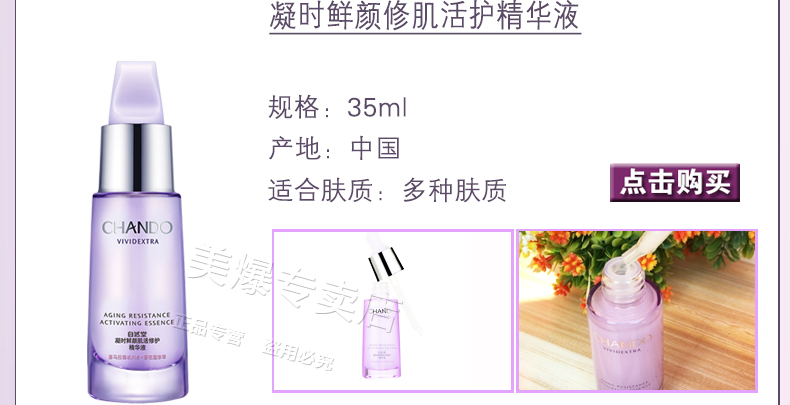 凝时鲜颜修肌活护精华液
规格：35ml
产地：中国
适合肤质：多种肤质
点击购买
CHANDO
VIVIDEXTRA
AGING RESISTANCE
ACTIVATING ESSENCE
自然堂
凝时鲜颜肌活修护
精华液
美爆专卖店
正品专营 盗用必究
CHANDO
CHANDO
VIVIDEXTRA